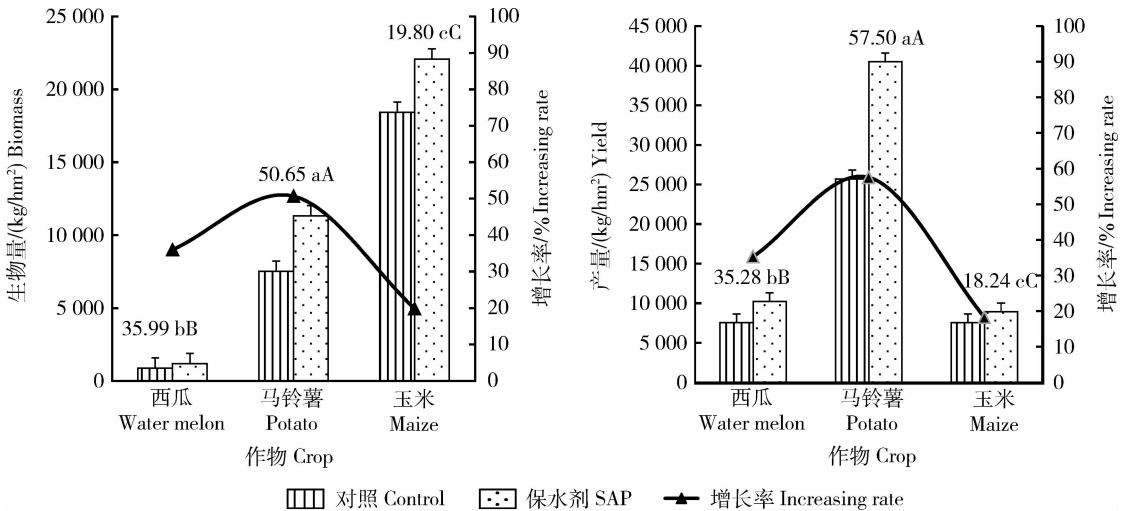 生物量/(kg/hm²) Biomass
25 000
20 000
15 000
10 000
5 000
0
35.99 bB
50.65 aA
19.80 cC
100
90
80
70
60
50
40
30
20
10
0
增长率/% Increasing rate
西瓜 马铃薯 玉米
Water melon Potato Maize
作物 Crop
产量/(kg/hm²) Yield
45 000
40 000
35 000
30 000
25 000
20 000
15 000
10 000
5 000
0
57.50 aA
35.28 bB
18.24 cC
100
90
80
70
60
50
40
30
20
10
0
增长率/% Increasing rate
西瓜 马铃薯 玉米
Water melon Potato Maize
作物 Crop
对照 Control 保水剂 SAP 增长率 Increasing rate